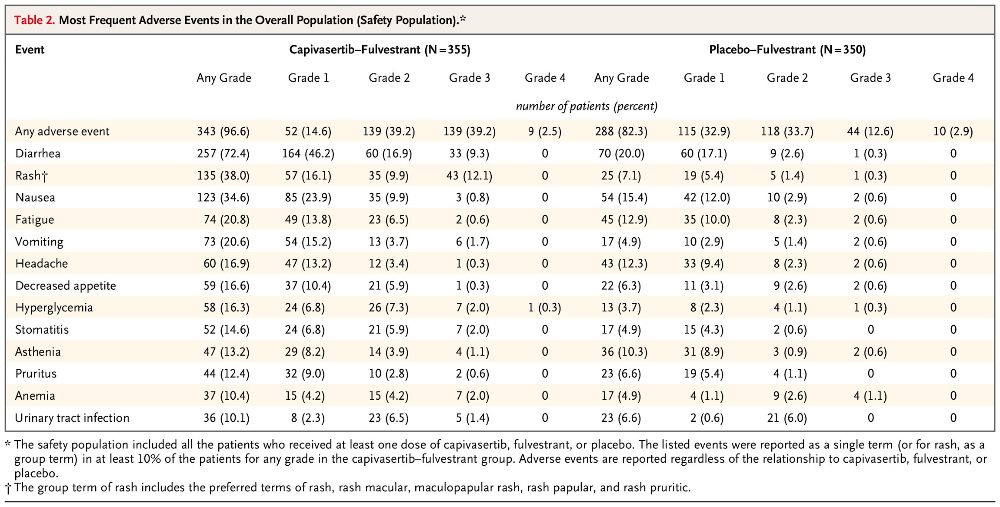 Table 2. Most Frequent Adverse Events in the Overall Population (Safety Population).*
Event Capivasertib–Fulvestrant (N=355) Placebo–Fulvestrant (N=350)
Any Grade Grade 1 Grade 2 Grade 3 Grade 4 Any Grade Grade 1 Grade 2 Grade 3 Grade 4
number of patients (percent)
Any adverse event 343 (96.6) 52 (14.6) 139 (39.2) 139 (39.2) 9 (2.5) 288 (82.3) 115 (32.9) 118 (33.7) 44 (12.6) 10 (2.9)
Diarrhea 257 (72.4) 164 (46.2) 60 (16.9) 33 (9.3) 0 70 (20.0) 60 (17.1) 9 (2.6) 1 (0.3) 0
Rash† 135 (38.0) 57 (16.1) 35 (9.9) 43 (12.1) 0 25 (7.1) 19 (5.4) 5 (1.4) 1 (0.3) 0
Nausea 123 (34.6) 85 (23.9) 35 (9.9) 3 (0.8) 0 54 (15.4) 42 (12.0) 10 (2.9) 2 (0.6) 0
Fatigue 74 (20.8) 49 (13.8) 23 (6.5) 2 (0.6) 0 45 (12.9) 35 (10.0) 8 (2.3) 2 (0.6) 0
Vomiting 73 (20.6) 54 (15.2) 13 (3.7) 6 (1.7) 0 17 (4.9) 10 (2.9) 5 (1.4) 2 (0.6) 0
Headache 60 (16.9) 47 (13.2) 12 (3.4) 1 (0.3) 0 43 (12.3) 33 (9.4) 8 (2.3) 2 (0.6) 0
Decreased appetite 59 (16.6) 37 (10.4) 21 (5.9) 1 (0.3) 0 22 (6.3) 11 (3.1) 9 (2.6) 2 (0.6) 0
Hyperglycemia 58 (16.3) 24 (6.8) 26 (7.3) 7 (2.0) 1 (0.3) 13 (3.7) 8 (2.3) 4 (1.1) 1 (0.3) 0
Stomatitis 52 (14.6) 24 (6.8) 21 (5.9) 7 (2.0) 0 17 (4.9) 15 (4.3) 2 (0.6) 0 0
Asthenia 47 (13.2) 29 (8.2) 14 (3.9) 4 (1.1) 0 36 (10.3) 31 (8.9) 3 (0.9) 2 (0.6) 0
Pruritus 44 (12.4) 32 (9.0) 10 (2.8) 2 (0.6) 0 23 (6.6) 19 (5.4) 4 (1.1) 0 0
Anemia 37 (10.4) 15 (4.2) 15 (4.2) 7 (2.0) 0 17 (4.9) 4 (1.1) 9 (2.6) 4 (1.1) 0
Urinary tract infection 36 (10.1) 8 (2.3) 23 (6.5) 5 (1.4) 0 23 (6.6) 2 (0.6) 21 (6.0) 0 0
* The safety population included all the patients who received at least one dose of capivasertib, fulvestrant, or placebo. The listed events were reported as a single term (or for rash, as a
group term) in at least 10% of the patients for any grade in the capivasertib–fulvestrant group. Adverse events are reported regardless of the relationship to capivasertib, fulvestrant, or
placebo.
† The group term of rash includes the preferred terms of rash, rash macular, maculopapular rash, rash papular, and rash pruritic.